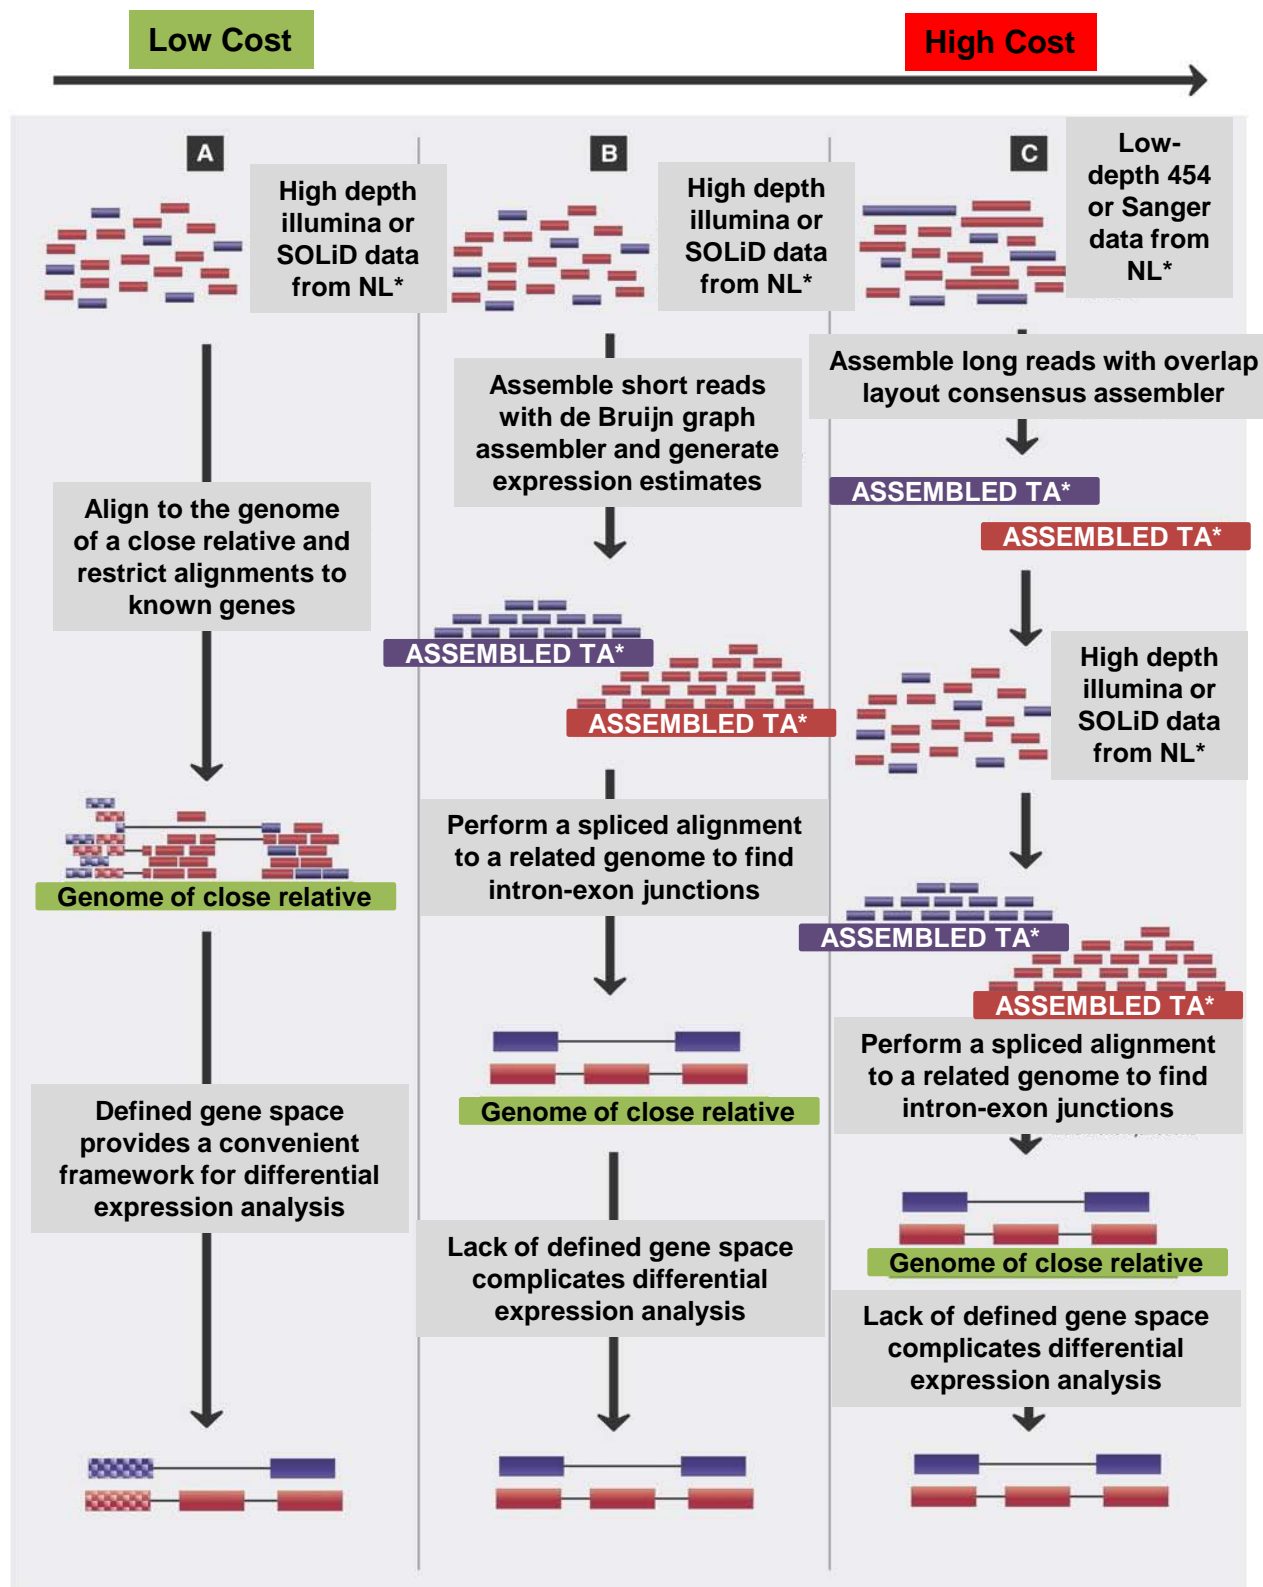 Low Cost
High Cost
A
High depth
illumina or
SOLiD data
from NL*
Align to the genome
of a close relative and
restrict alignments to
known genes
Genome of close relative
Defined gene space
provides a convenient
framework for differential
expression analysis
B
High depth
illumina or
SOLiD data
from NL*
Assemble short reads
with de Bruijn graph
assembler and generate
expression estimates
ASSEMBLED TA*
ASSEMBLED TA*
Perform a spliced alignment
to a related genome to find
intron-exon junctions
Genome of close relative
Lack of defined gene space
complicates differential
expression analysis
C
Low-
depth 454
or Sanger
data from
NL*
Assemble long reads with overlap
layout consensus assembler
ASSEMBLED TA*
ASSEMBLED TA*
High depth
illumina or
SOLiD data
from NL*
ASSEMBLED TA*
ASSEMBLED TA*
Perform a spliced alignment
to a related genome to find
intron-exon junctions
Genome of close relative
Lack of defined gene space
complicates differential
expression analysis